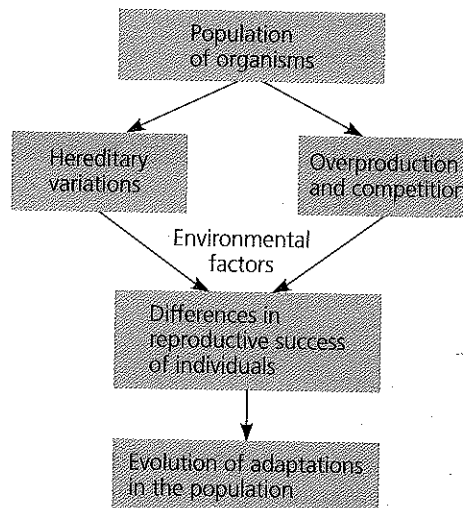 Population
of organisms
Hereditary
variations
Overproduction
and competition
Environmental
factors
Differences in
reproductive success
of individuals
Evolution of adaptations
in the population